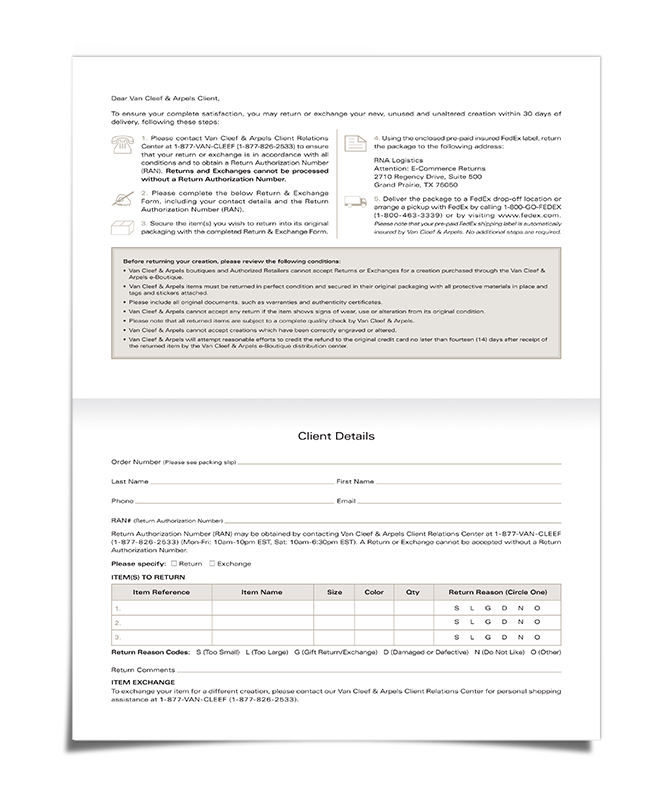 Dear Van Cleef & Arpels Client,
To ensure your complete satisfaction, you may return or exchange your new, unused and unaltered creation within 30 days of
delivery, following these steps:
1. Please contact Van Cleef & Arpels Client Relations
Center at 1-877-VAN-CLEEF (1-877-826-2533) to ensure
that your return or exchange is in accordance with all
conditions and to obtain a Return Authorization Number
(RAN). Returns and Exchanges cannot be processed
without a Return Authorization Number.
2. Please complete the below Return & Exchange
Form, including your contact details and the Return
Authorization Number (RAN).
3. Secure the item(s) you wish to return into its original
packaging with the completed Return & Exchange Form.
4. Using the enclosed pre-paid insured FedEx label, return
the package to the following address:
RNA Logistics
Attention: E-Commerce Returns
2710 Regency Drive, Suite 500
Grand Prairie, TX 75050
5. Deliver the package to a FedEx drop-off location or
arrange a pickup with FedEx by calling 1-800-GO-FEDEX
(1-800-463-3339) or by visiting www.fedex.com.
Please note that your pre-paid FedEx shipping label is automatically
insured by Van Cleef & Arpels. No additional steps are required.
Before returning your creation, please review the following conditions:
• Van Cleef & Arpels boutiques and Authorized Retailers cannot accept Returns or Exchanges for a creation purchased through the Van Cleef &
Arpels e-Boutique.
• Van Cleef & Arpels items must be returned in perfect condition and secured in their original packaging with all protective materials in place and
tags and stickers attached.
• Please include all original documents, such as warranties and authenticity certificates.
• Van Cleef & Arpels cannot accept any return if the item shows signs of wear, use or alteration from its original condition.
• Please note that all returned items are subject to a complete quality check by Van Cleef & Arpels.
• Van Cleef & Arpels cannot accept creations which have been correctly engraved or altered.
• Van Cleef & Arpels will attempt reasonable efforts to credit the refund to the original credit card no later than fourteen (14) days after receipt of
the returned item by the Van Cleef & Arpels e-Boutique distribution center.
Client Details
Order Number (Please see packing slip)
Last Name First Name
Phono Email
RAN# (Return Authorization Number)
Return Authorization Number (RAN) may be obtained by contacting Van Cleef & Arpels Client Relations Center at 1-877-VAN-CLEEF
(1-877-826-2533) (Mon-Fri: 10am-10pm EST, Sat: 10am-6:30pm EST). A Return or Exchange cannot be accepted without a Return
Authorization Number.
Please specify: ☐ Return ☐ Exchange
ITEM(S) TO RETURN
Item Reference Item Name Size Color Qty Return Reason (Circle One)
1. S L G D N O
2. S L G D N O
3. S L G D N O
Return Reason Codes: S (Too Small) L (Too Large) G (Gift Return/Exchange) D (Damaged or Defective) N (Do Not Like) O (Other)
Return Comments
ITEM EXCHANGE
To exchange your item for a different creation, please contact our Van Cleef & Arpels Client Relations Center for personal shopping
assistance at 1-877-VAN-CLEEF (1-877-826-2533).